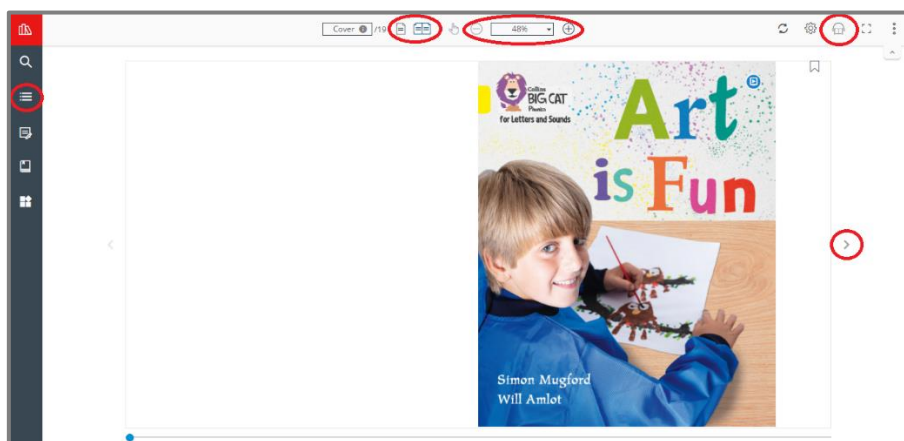 Cover /19 48%
Collins
BIG CAT
Phonics
for Letters and Sounds
Art
is Fun
Simon Mugford
Will Amlot